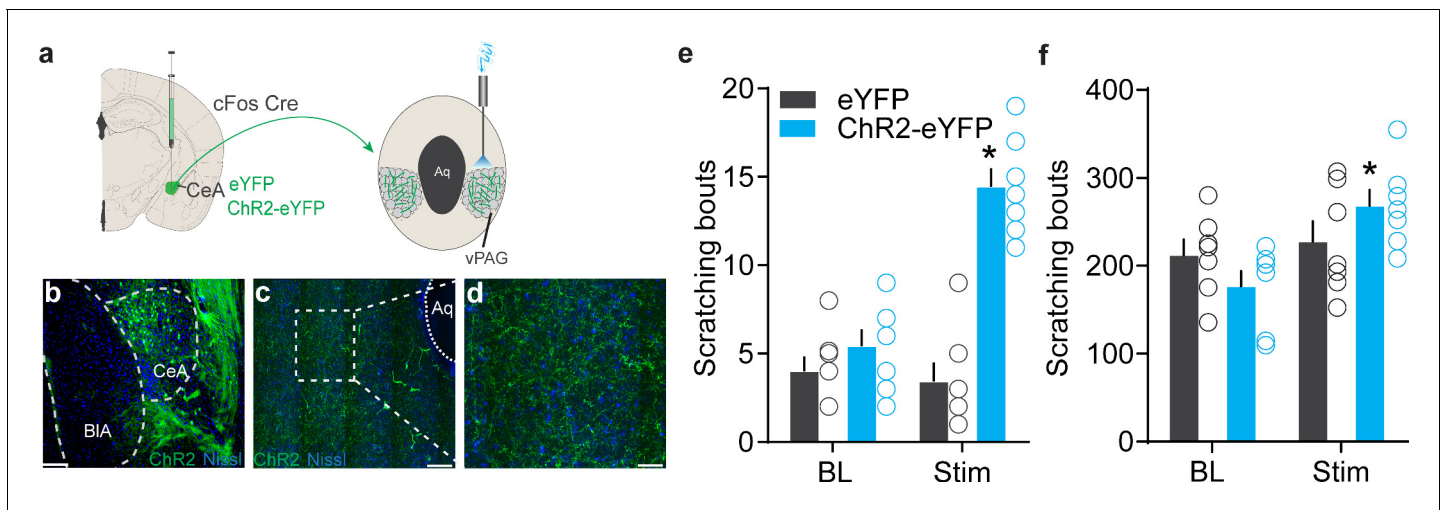 a
cFos Cre
CeA
eYFP
ChR2-eYFP
Aq
vPAG
b
CeA
BlA
ChR2 Nissl
c
Aq
ChR2 Nissl
d
e
Scratching bouts
20
15
10
5
0
eYFP
ChR2-eYFP
*
BL
Stim
f
Scratching bouts
400
300
200
100
0
*
BL
Stim